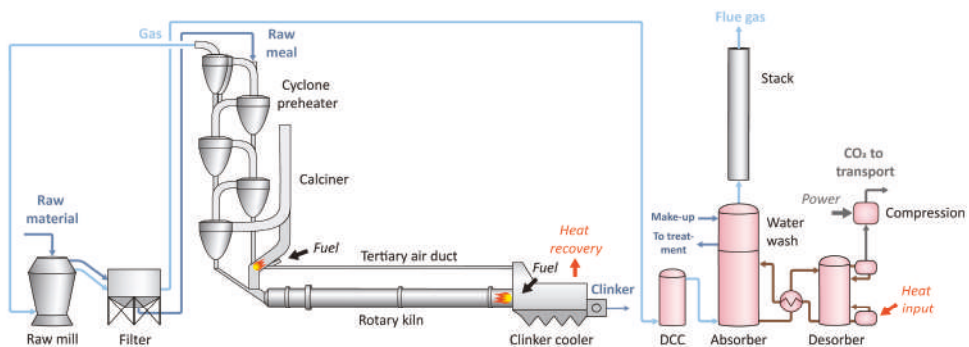 Gas
Raw
meal
Flue gas
Stack
Cyclone
preheater
CO₂ to
transport
Calciner
Power
Compression
Raw
material
Make-up
Water
wash
To treat-
ment
Heat
recovery
Fuel
Tertiary air duct
Fuel
Clinker
Heat
input
Rotary kiln
Raw mill
Filter
Clinker cooler
DCC
Absorber
Desorber